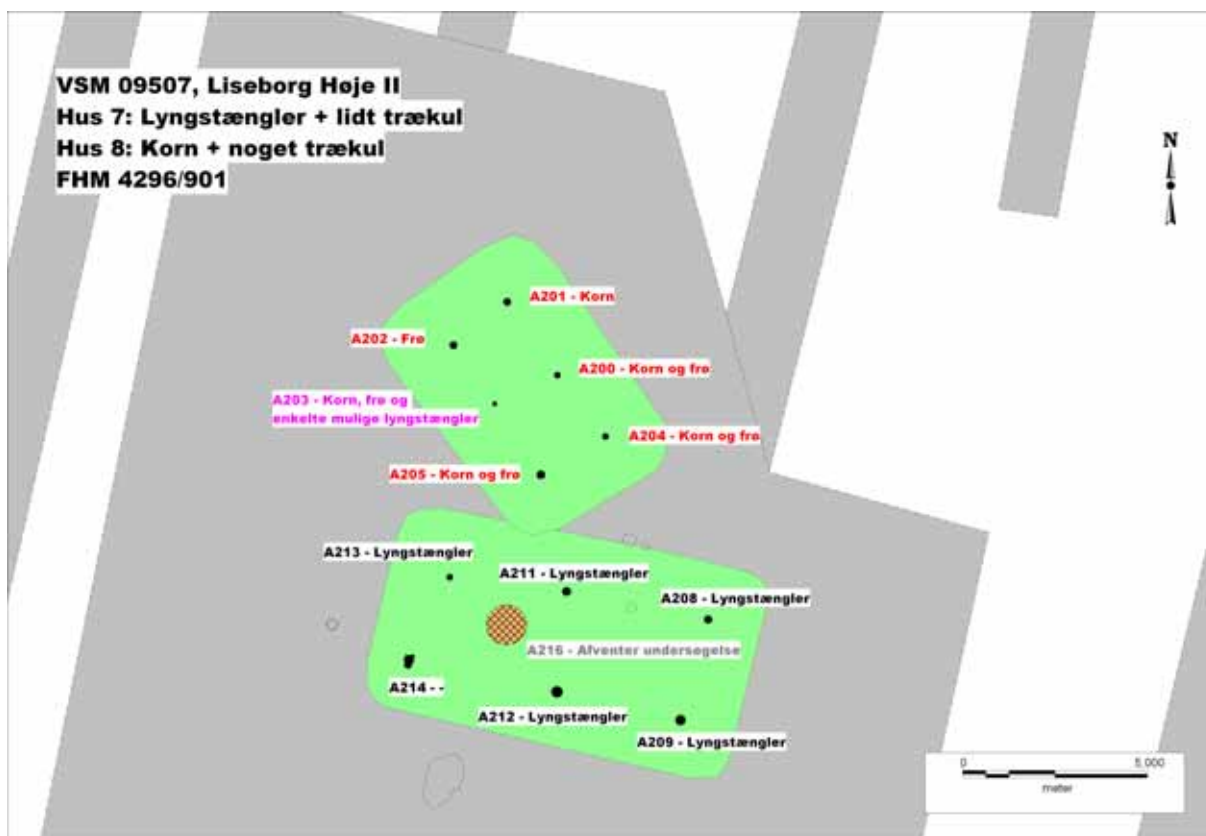 VSM 09507, Liseborg Høje II
Hus 7: Lyngstængler + lidt trækul
Hus 8: Korn + noget trækul
FHM 4296/901
N
A201 - Korn
A202 - Frø
A200 - Korn og frø
A203 - Korn, frø og
enkelte mulige lyngstængler
A204 - Korn og frø
A205 - Korn og frø
A213 - Lyngstængler
A211 - Lyngstængler
A208 - Lyngstængler
A216 - Afventer undersøgelse
A214 - -
A212 - Lyngstængler
A209 - Lyngstængler
0 5,000
meter